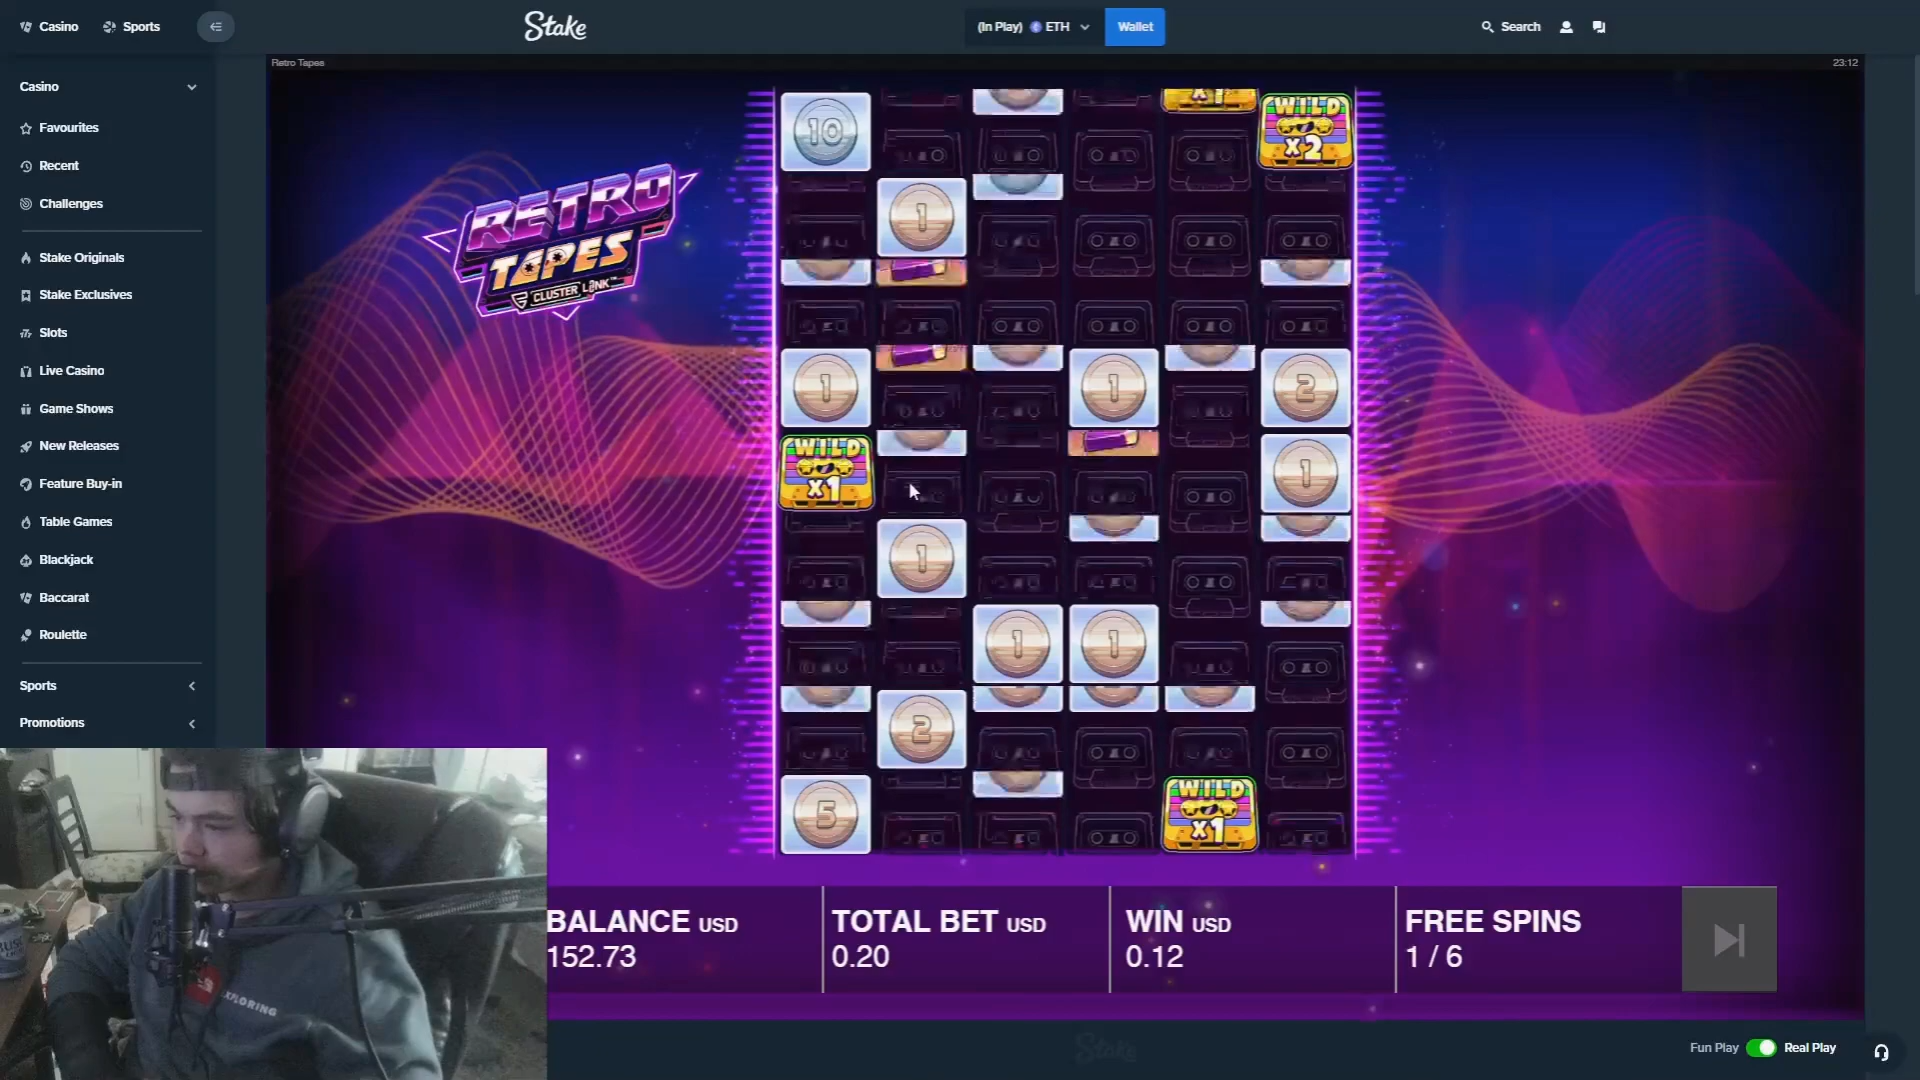 Casino
Sports
Stake
(In Play) ETH
Wallet
Search
Casino
Favourites
Recent
Challenges
Stake Originals
Stake Exclusives
Slots
Live Casino
Game Shows
New Releases
Feature Buy-in
Table Games
Blackjack
Baccarat
Roulette
Sports
Promotions
Retro Tapes
23:12
RETRO
TAPES
CLUSTER LINK™
10
x1
WILD
x2
1
1
1
2
WILD
x1
1
1
1
1
2
5
WILD
x1
BALANCE USD
152.73
TOTAL BET USD
0.20
WIN USD
0.12
FREE SPINS
1 / 6
Stake
Fun Play
Real Play
EXPLORING